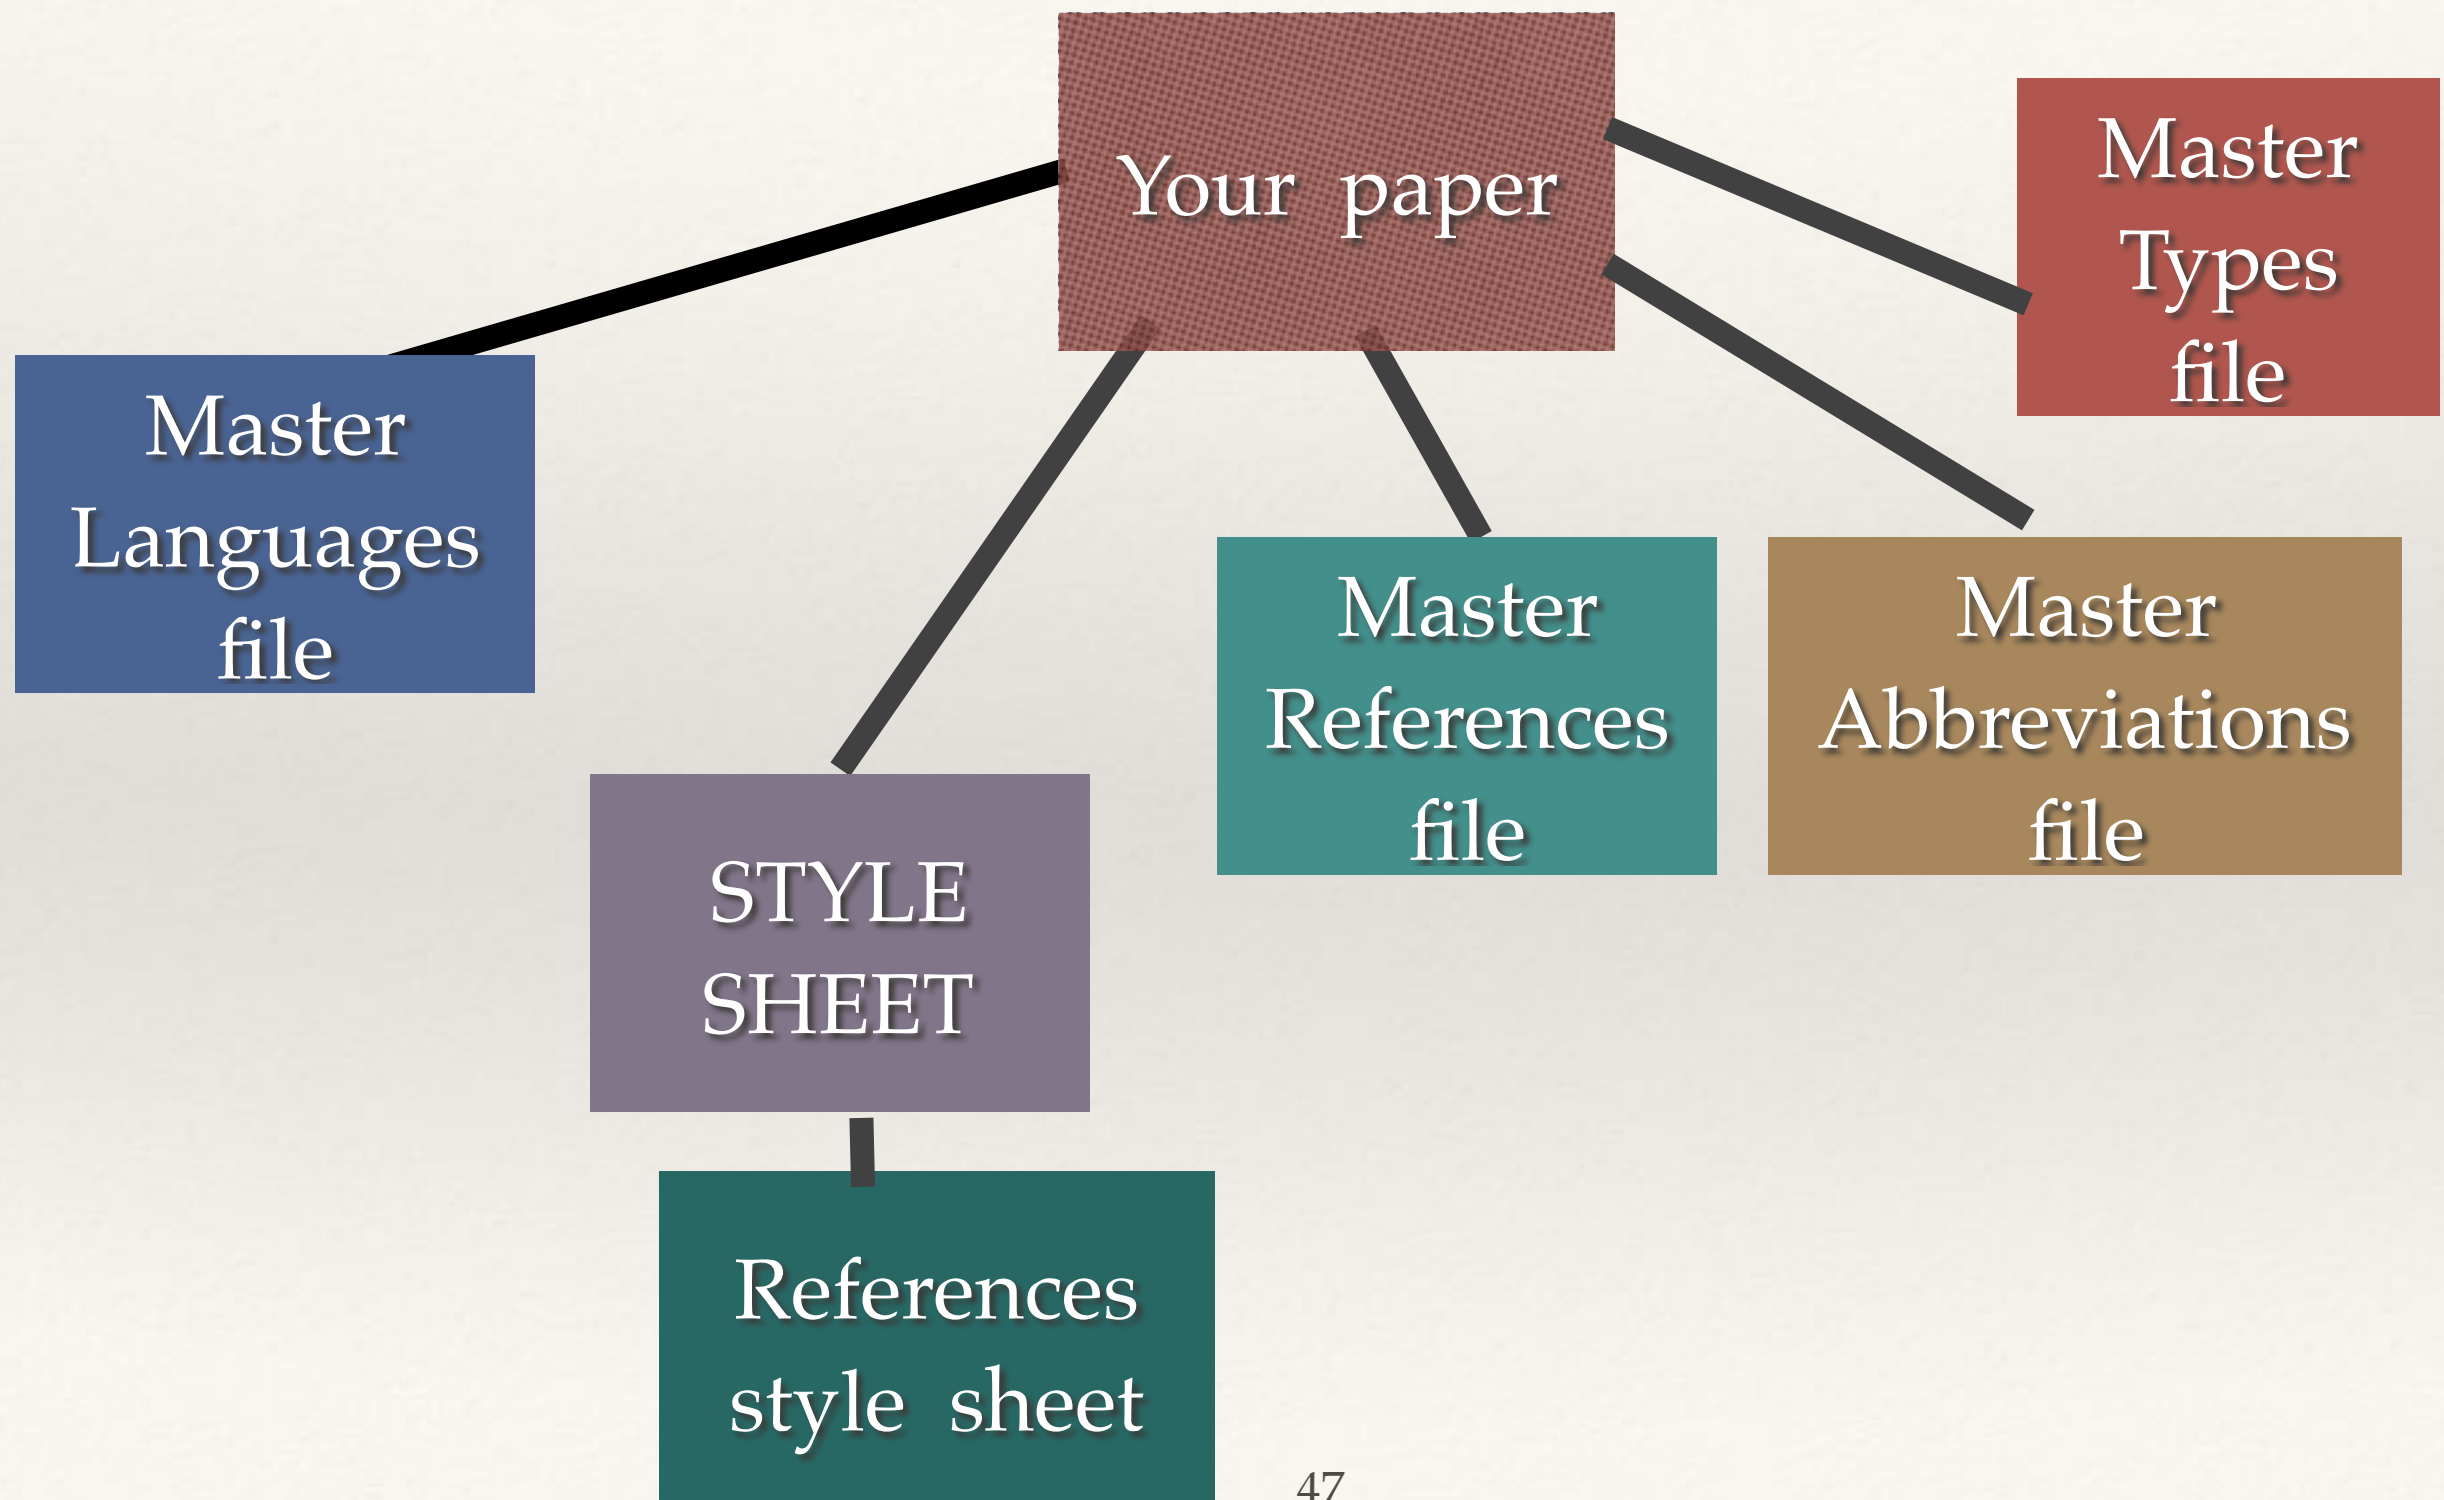 Your paper
Master
Types
file
Master
Languages
file
Master
References
file
Master
Abbreviations
file
STYLE
SHEET
References
style sheet
47